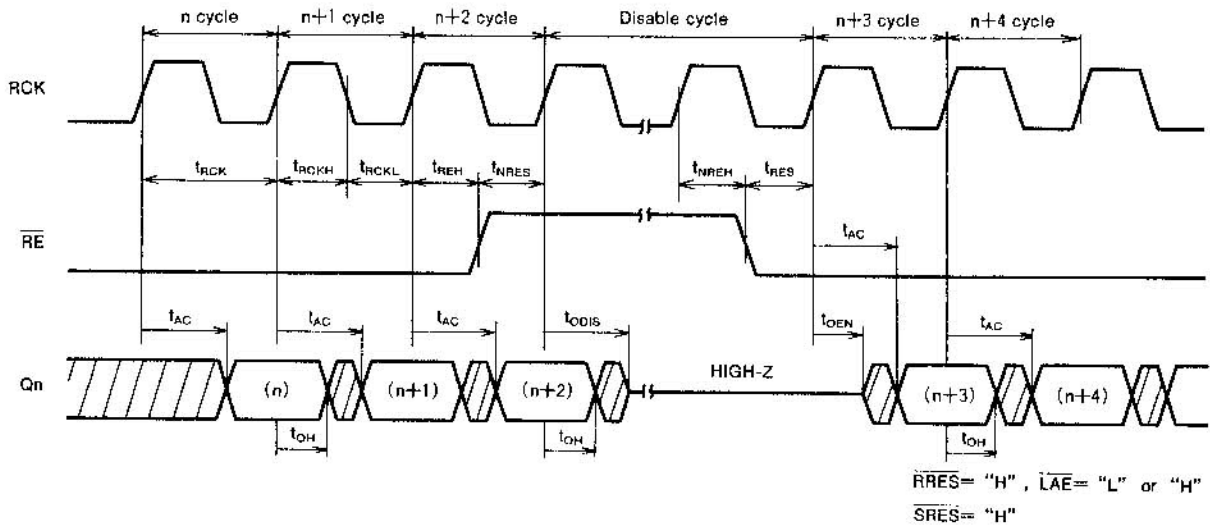 n cycle n+1 cycle n+2 cycle Disable cycle n+3 cycle n+4 cycle
RCK
tRCK tRCKH tRCKL tREH tNRES tNREH tRES
RE
tAC
tAC tAC tAC tODIS tOEN tAC
Qn
(n) (n+1) (n+2) HIGH-Z (n+3) (n+4)
tOH tOH tOH
RRES= "H" , LAE= "L" or "H"
SRES= "H"